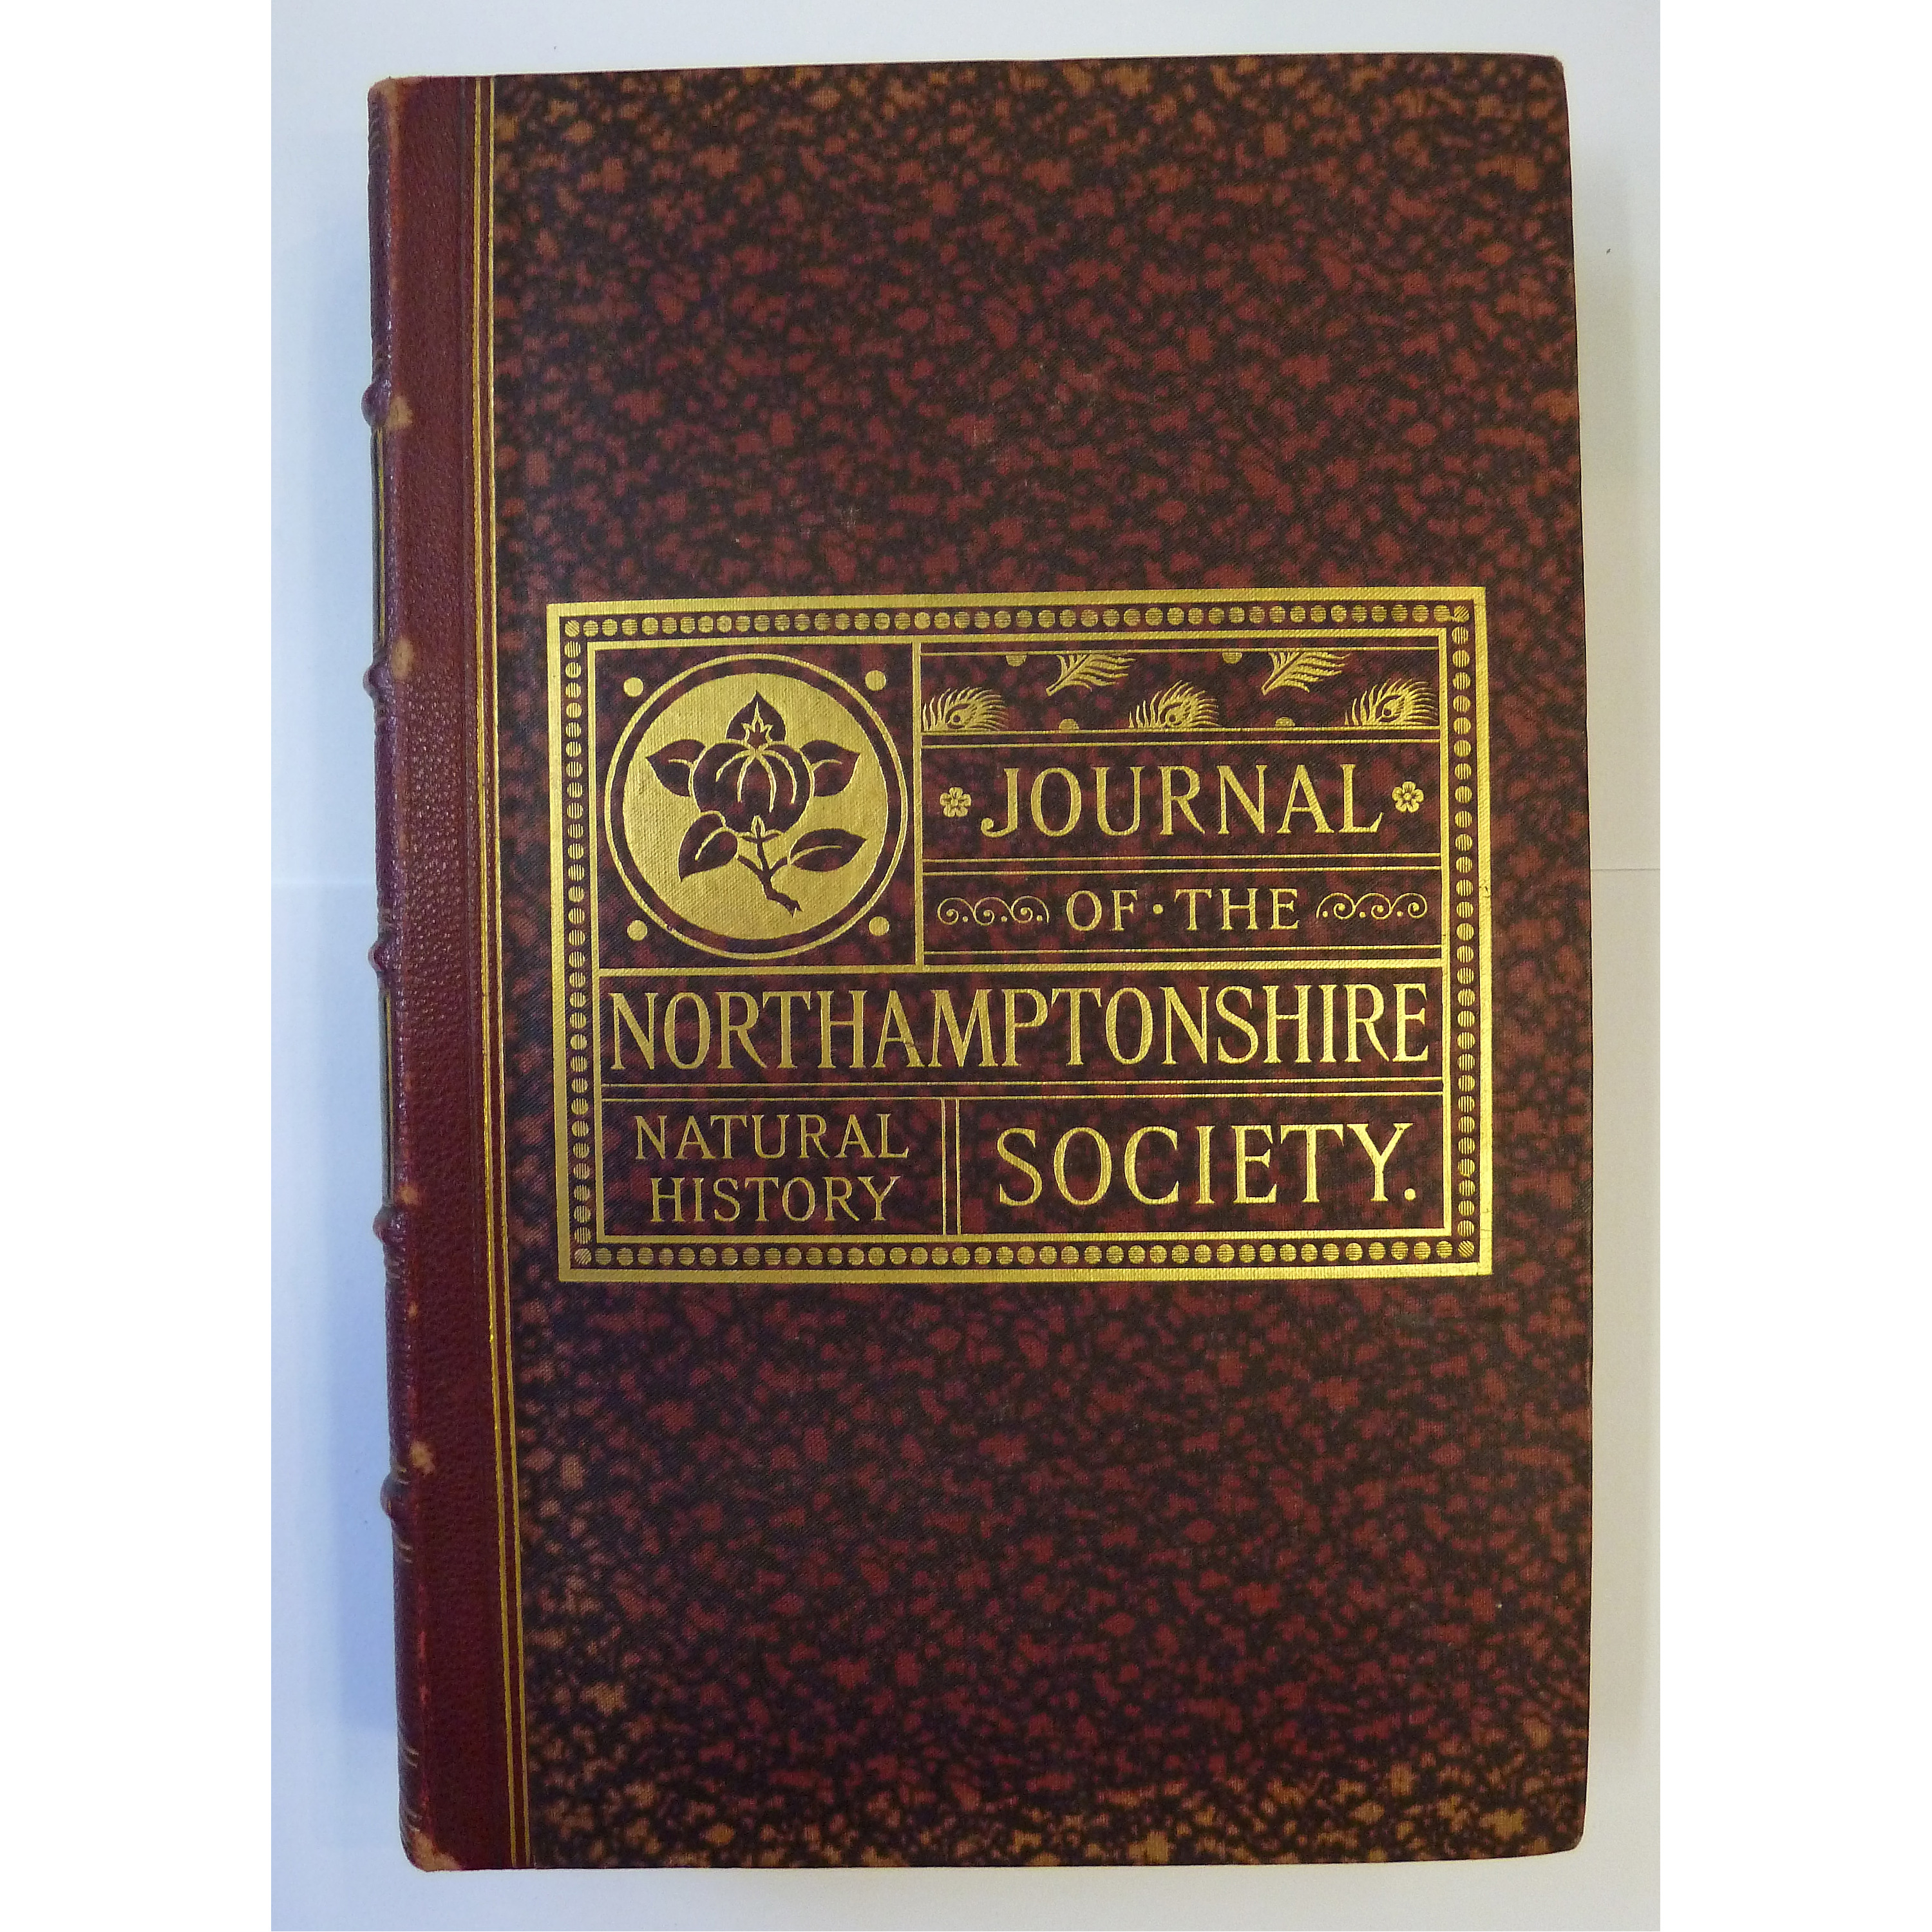 JOURNAL
OF · THE
NORTHAMPTONSHIRE
NATURAL
HISTORY
SOCIETY.